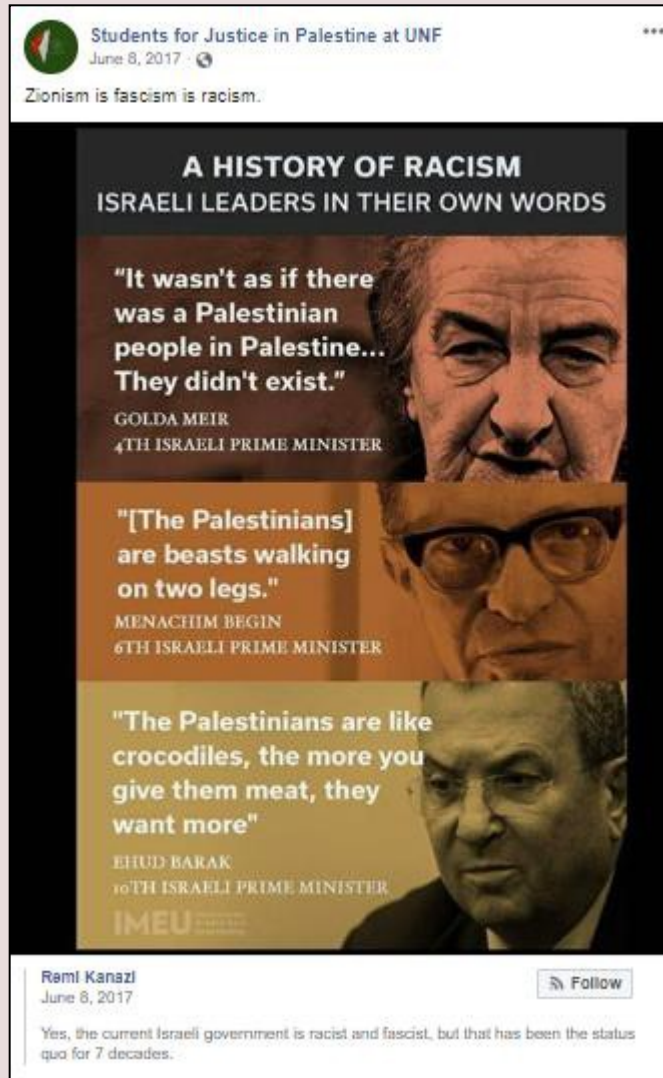 Students for Justice in Palestine at UNF
June 8, 2017
Zionism is fascism is racism.
A HISTORY OF RACISM
ISRAELI LEADERS IN THEIR OWN WORDS
"It wasn't as if there
was a Palestinian
people in Palestine...
They didn't exist."
GOLDA MEIR
4TH ISRAELI PRIME MINISTER
"[The Palestinians]
are beasts walking
on two legs."
MENACHIM BEGIN
6TH ISRAELI PRIME MINISTER
"The Palestinians are like
crocodiles, the more you
give them meat, they
want more"
EHUD BARAK
10TH ISRAELI PRIME MINISTER
IMEU
Remi Kanazi
June 8, 2017
Follow
Yes, the current Israeli government is racist and fascist, but that has been the status
quo for 7 decades.